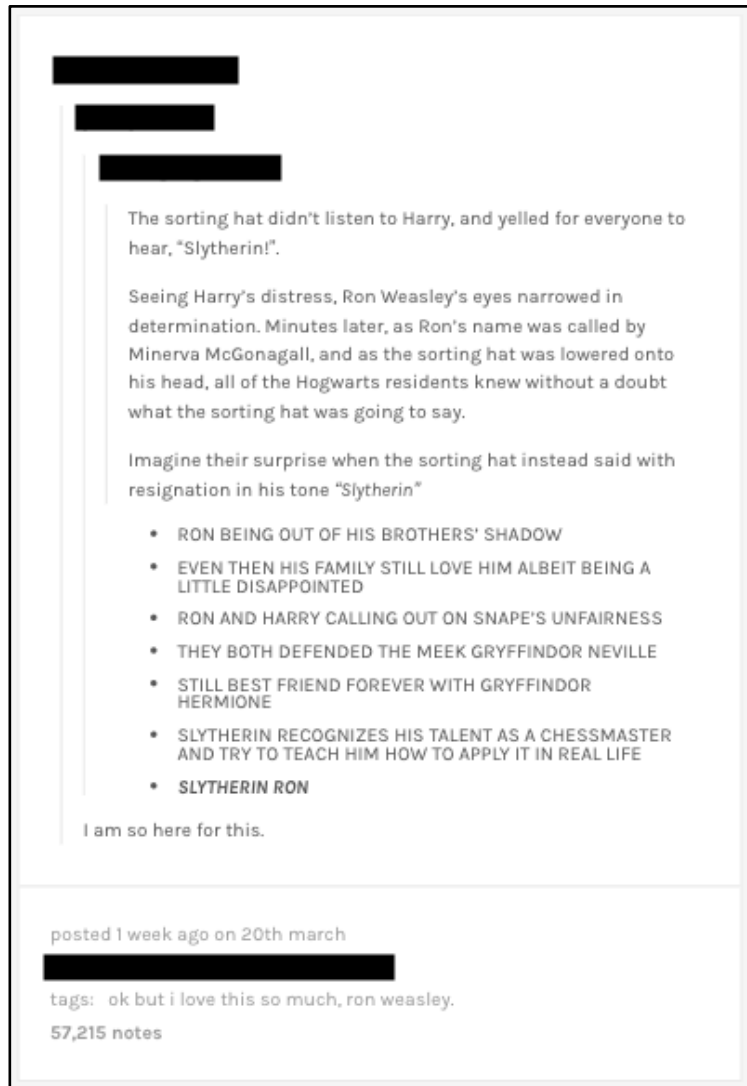 The sorting hat didn't listen to Harry, and yelled for everyone to
hear, "Slytherin!".
Seeing Harry's distress, Ron Weasley's eyes narrowed in
determination. Minutes later, as Ron's name was called by
Minerva McGonagall, and as the sorting hat was lowered onto
his head, all of the Hogwarts residents knew without a doubt
what the sorting hat was going to say.
Imagine their surprise when the sorting hat instead said with
resignation in his tone "Slytherin"
• RON BEING OUT OF HIS BROTHERS' SHADOW
• EVEN THEN HIS FAMILY STILL LOVE HIM ALBEIT BEING A
LITTLE DISAPPOINTED
• RON AND HARRY CALLING OUT ON SNAPE'S UNFAIRNESS
• THEY BOTH DEFENDED THE MEEK GRYFFINDOR NEVILLE
• STILL BEST FRIEND FOREVER WITH GRYFFINDOR
HERMIONE
• SLYTHERIN RECOGNIZES HIS TALENT AS A CHESSMASTER
AND TRY TO TEACH HIM HOW TO APPLY IT IN REAL LIFE
• SLYTHERIN RON
I am so here for this.
posted 1 week ago on 20th march
tags: ok but i love this so much, ron weasley.
57,215 notes